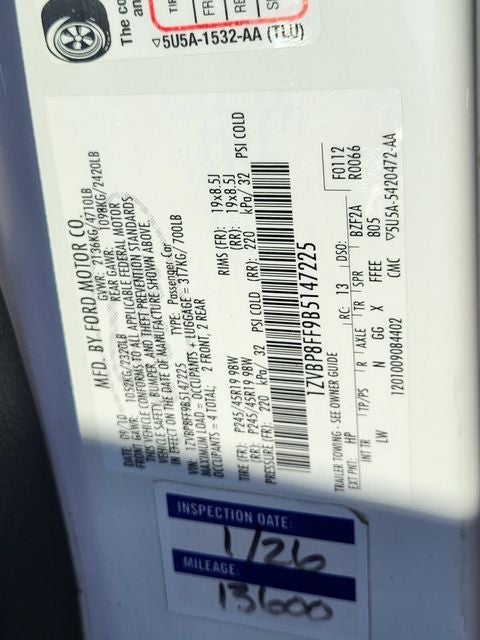 The co
and
TIR
FR
RE
SP
▽5U5A-1532-AA (TLU)
MFD. BY FORD MOTOR CO.
DATE: 09/10 GVWR: 2136KG/4710LB
FRONT GAWR: 1052KG/2320LB REAR GAWR: 1098KG/2420LB
THIS VEHICLE CONFORMS TO ALL APPLICABLE FEDERAL MOTOR
VEHICLE SAFETY, BUMPER, AND THEFT PREVENTION STANDARDS
IN EFFECT ON THE DATE OF MANUFACTURE SHOWN ABOVE.
VIN: 1ZVBP8FF9B5147225 TYPE: Passenger Car
MAXIMUM LOAD = OCCUPANTS + LUGGAGE = 317KG/700LB
OCCUPANTS = 4 TOTAL; 2 FRONT, 2 REAR
TIRE (FR): P245/45R19 98W RIMS (FR): 19x8.5J
(RR): P245/45R19 98W (RR): 19x8.5J
PRESSURE (FR): 220 kPa/ 32 PSI COLD (RR): 220 kPa/ 32 PSI COLD
1ZVBP8FF9B5147225
TRAILER TOWING - SEE OWNER GUIDE F0112
EXT PNT: HP RC: 13 DSO: BZF2A R0066
INT TR TP/PS R AXLE TR SPR 805
LW N GG X FFEE
1201009084402 CMC ▽5U5A-5420472-AA
INSPECTION DATE:
1/26
MILEAGE:
13600